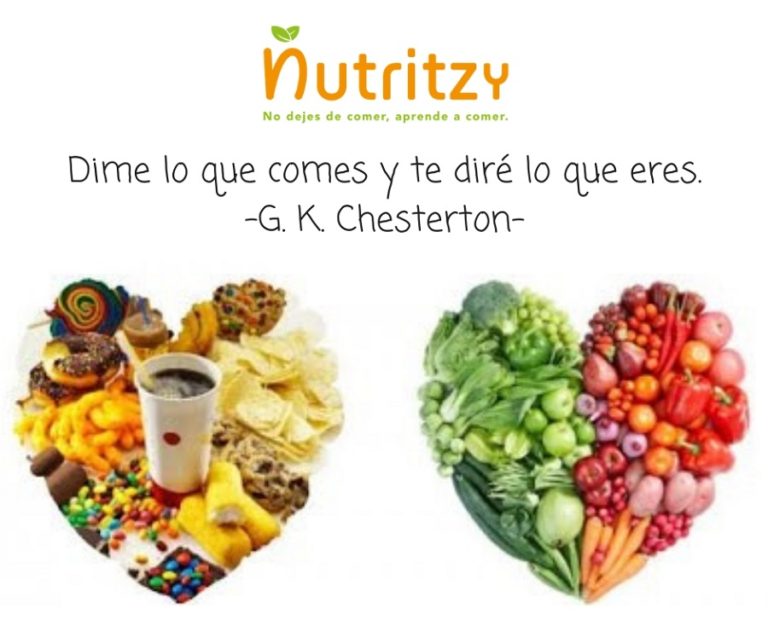 nutritzy
No dejes de comer, aprende a comer.
Dime lo que comes y te diré lo que eres.
-G. K. Chesterton-